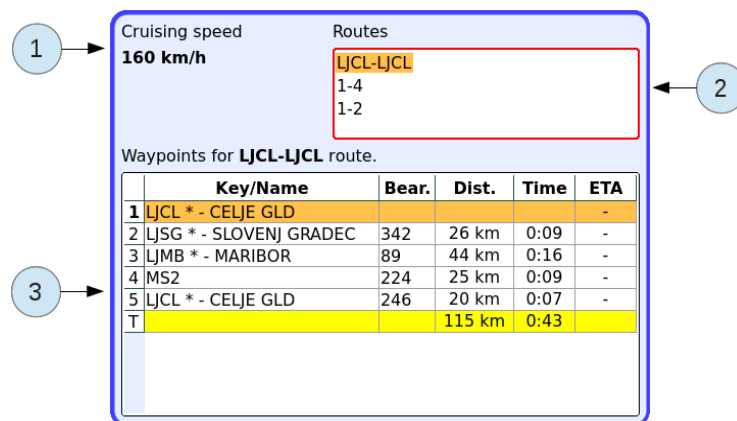 Cruising speed Routes
1
160 km/h LJCL-LJCL
1-4
2
1-2
Waypoints for LJCL-LJCL route.
Key/Name Bear. Dist. Time ETA
1 LJCL * - CELJE GLD -
2 LJSG * - SLOVENJ GRADEC 342 26 km 0:09 -
3 LJMB * - MARIBOR 89 44 km 0:16 -
3
4 MS2 224 25 km 0:09 -
5 LJCL * - CELJE GLD 246 20 km 0:07 -
T 115 km 0:43